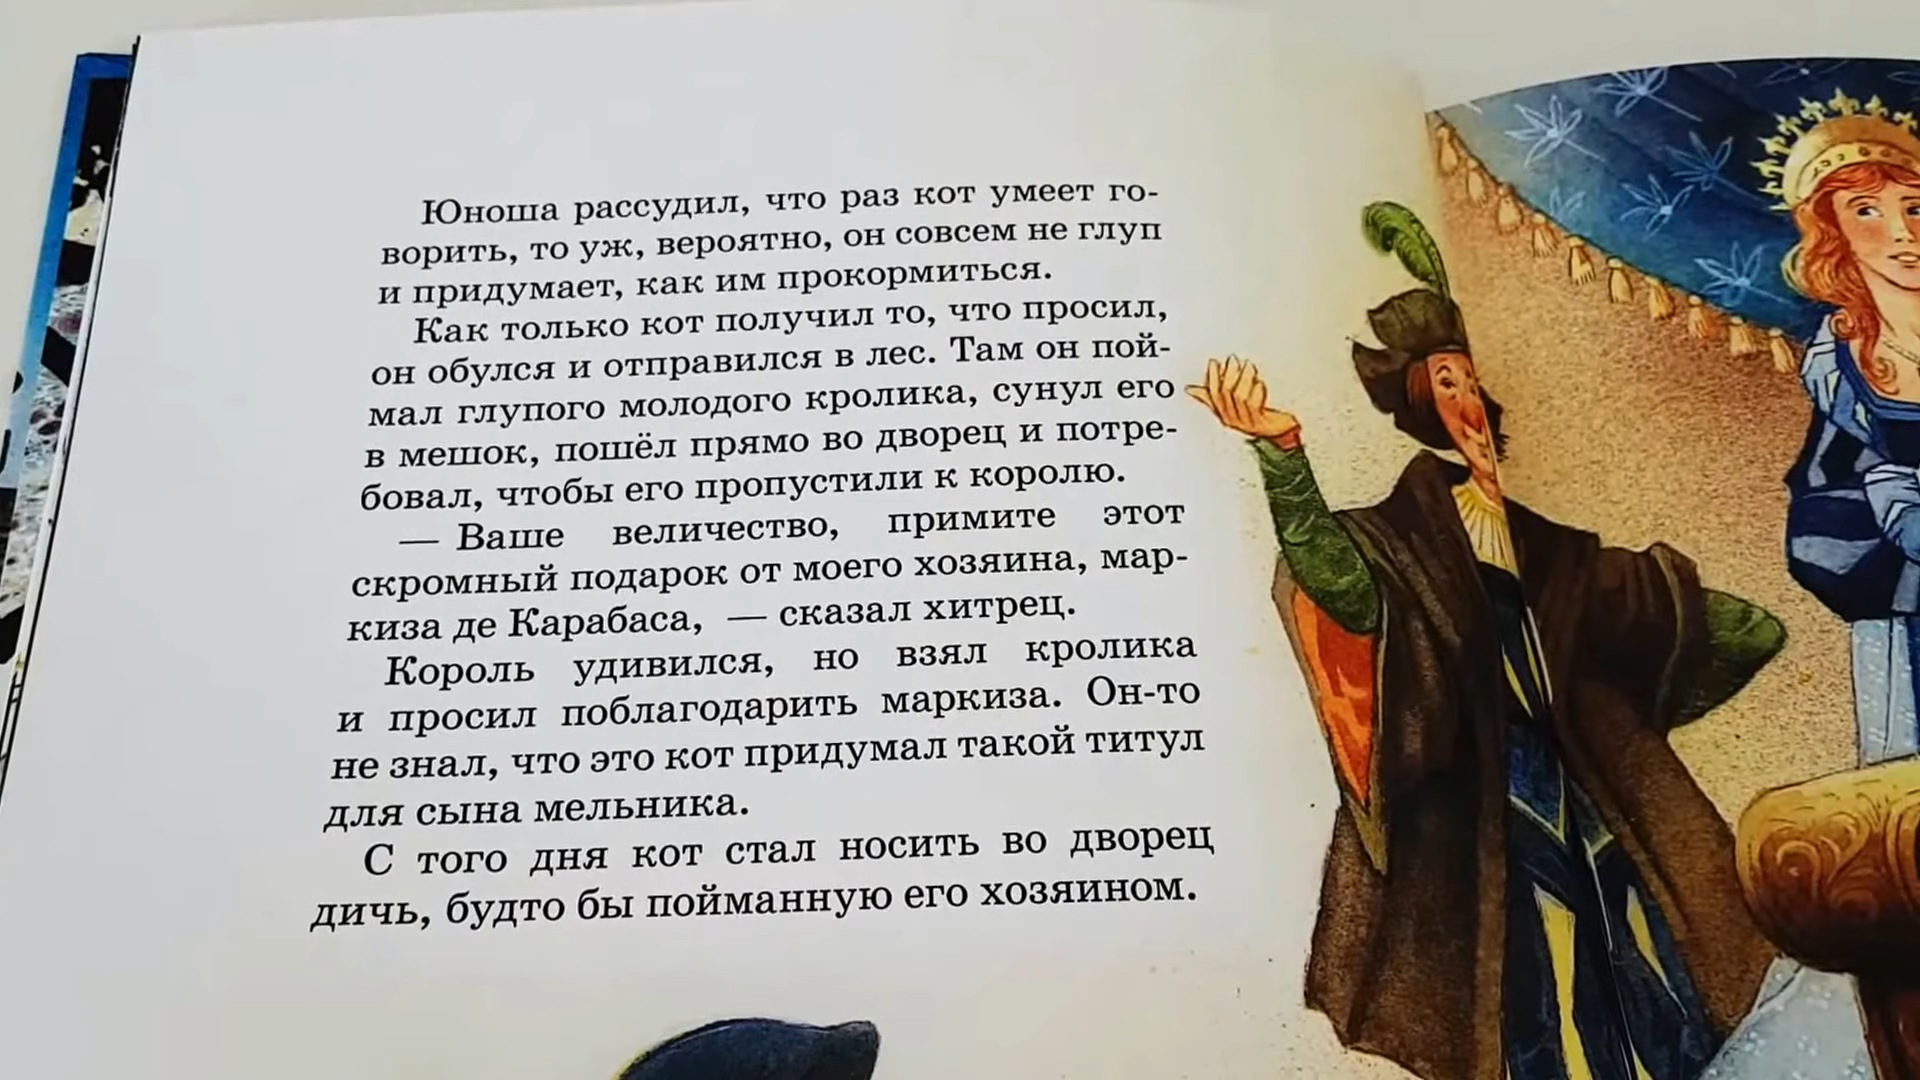 Юноша рассудил, что раз кот умеет го-
ворить, то уж, вероятно, он совсем не глуп
и придумает, как им прокормиться.
Как только кот получил то, что просил,
он обулся и отправился в лес. Там он пой-
мал глупого молодого кролика, сунул его
в мешок, пошёл прямо во дворец и потре-
бовал, чтобы его пропустили к королю.
— Ваше величество, примите этот
скромный подарок от моего хозяина, мар-
киза де Карабаса, — сказал хитрец.
Король удивился, но взял кролика
и просил поблагодарить маркиза. Он-то
не знал, что это кот придумал такой титул
для сына мельника.
С того дня кот стал носить во дворец
дичь, будто бы пойманную его хозяином.